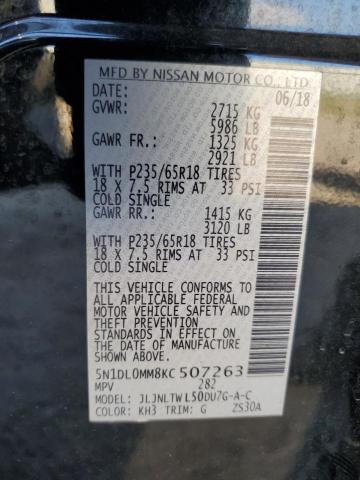 MFD BY NISSAN MOTOR CO., LTD.
DATE: 06/18
GVWR: 2715 KG
5986 LB
GAWR FR.: 1325 KG
2921 LB
WITH P235/65R18 TIRES
18 X 7.5 RIMS AT 33 PSI
COLD SINGLE
GAWR RR.: 1415 KG
3120 LB
WITH P235/65R18 TIRES
18 X 7.5 RIMS AT 33 PSI
COLD SINGLE
THIS VEHICLE CONFORMS TO
ALL APPLICABLE FEDERAL
MOTOR VEHICLE SAFETY AND
THEFT PREVENTION
STANDARDS IN EFFECT ON
THE DATE OF MANUFACTURE
SHOWN ABOVE.
5N1DL0MM8KC507263
MPV 282
MODEL: JLJNLTWL50DU7G-A-C
COLOR: KH3 TRIM: G ZS30A